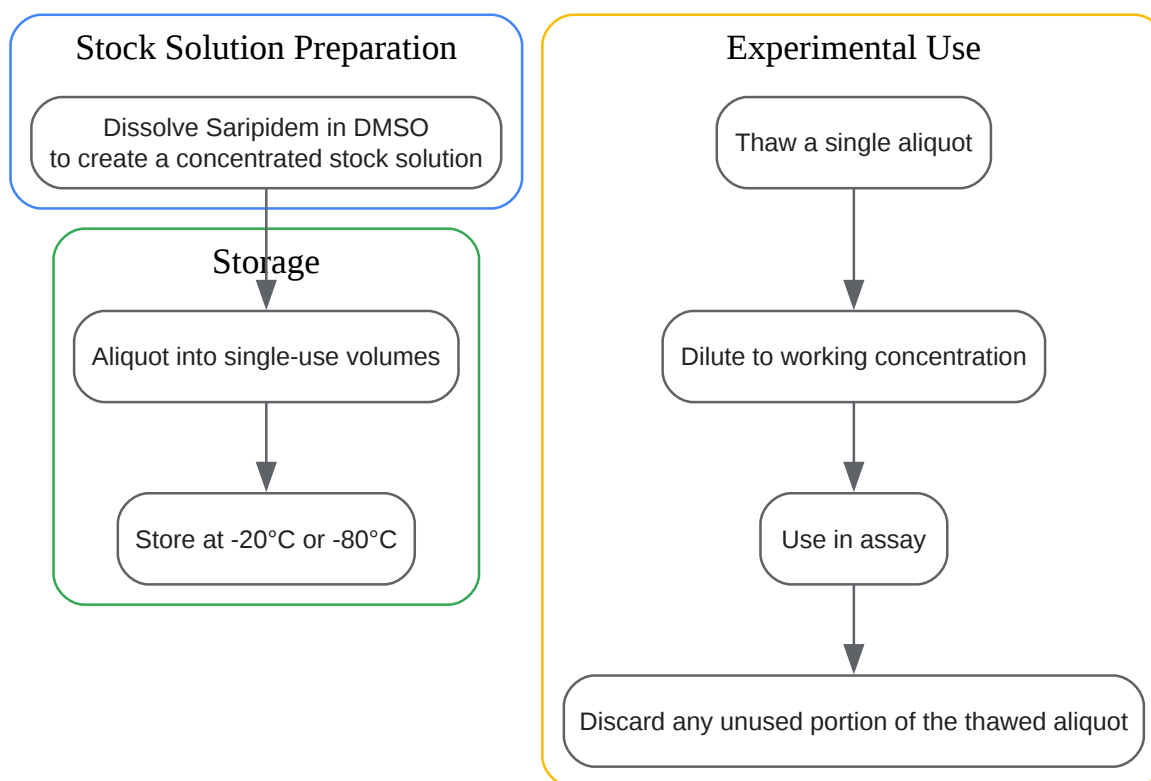 Stock Solution Preparation
Dissolve Saripidem in DMSO
to create a concentrated stock solution
Storage
Aliquot into single-use volumes
Store at -20°C or -80°C
Experimental Use
Thaw a single aliquot
Dilute to working concentration
Use in assay
Discard any unused portion of the thawed aliquot